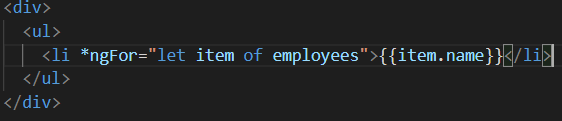 <div>
<ul>
<li *ngFor="let item of employees">{{item.name}}</li>
</ul>
</div>